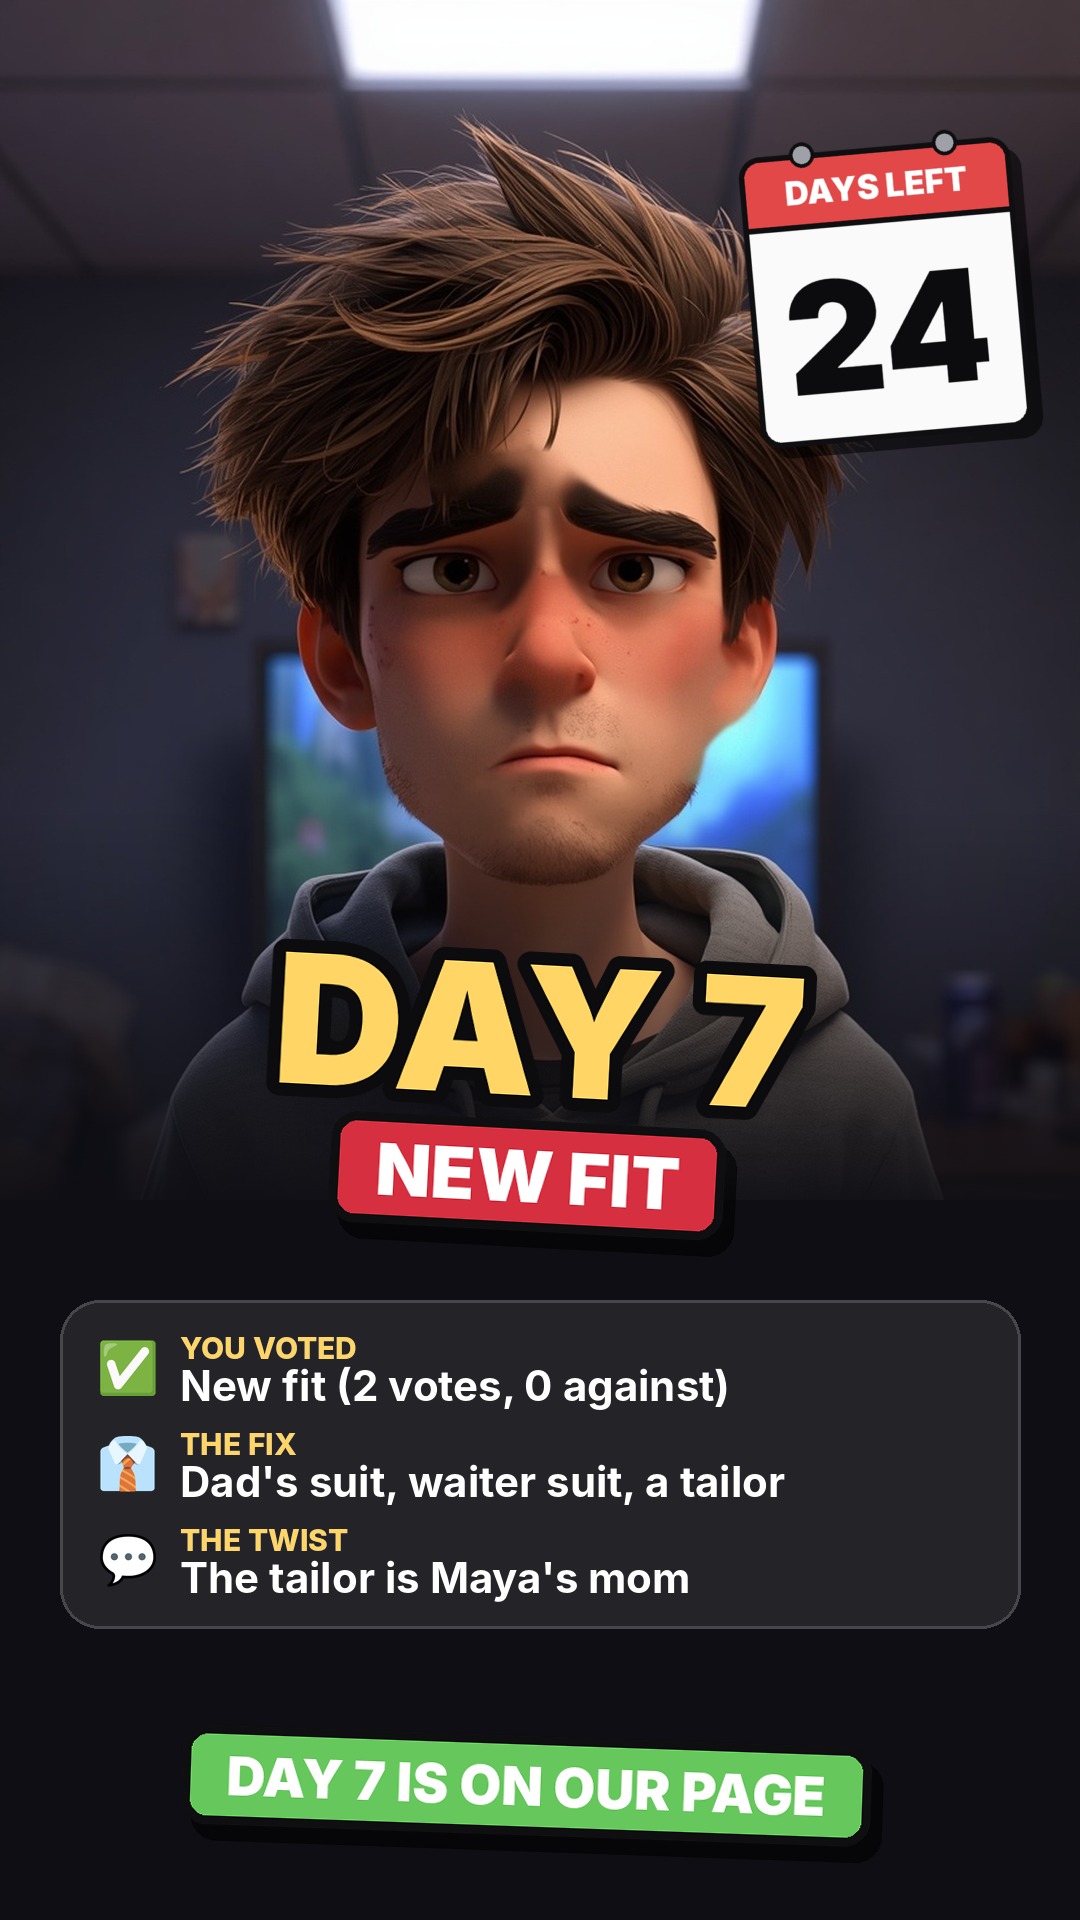 DAYS LEFT
24
DAY 7
NEW FIT
YOU VOTED
New fit (2 votes, 0 against)
THE FIX
Dad's suit, waiter suit, a tailor
THE TWIST
The tailor is Maya's mom
DAY 7 IS ON OUR PAGE